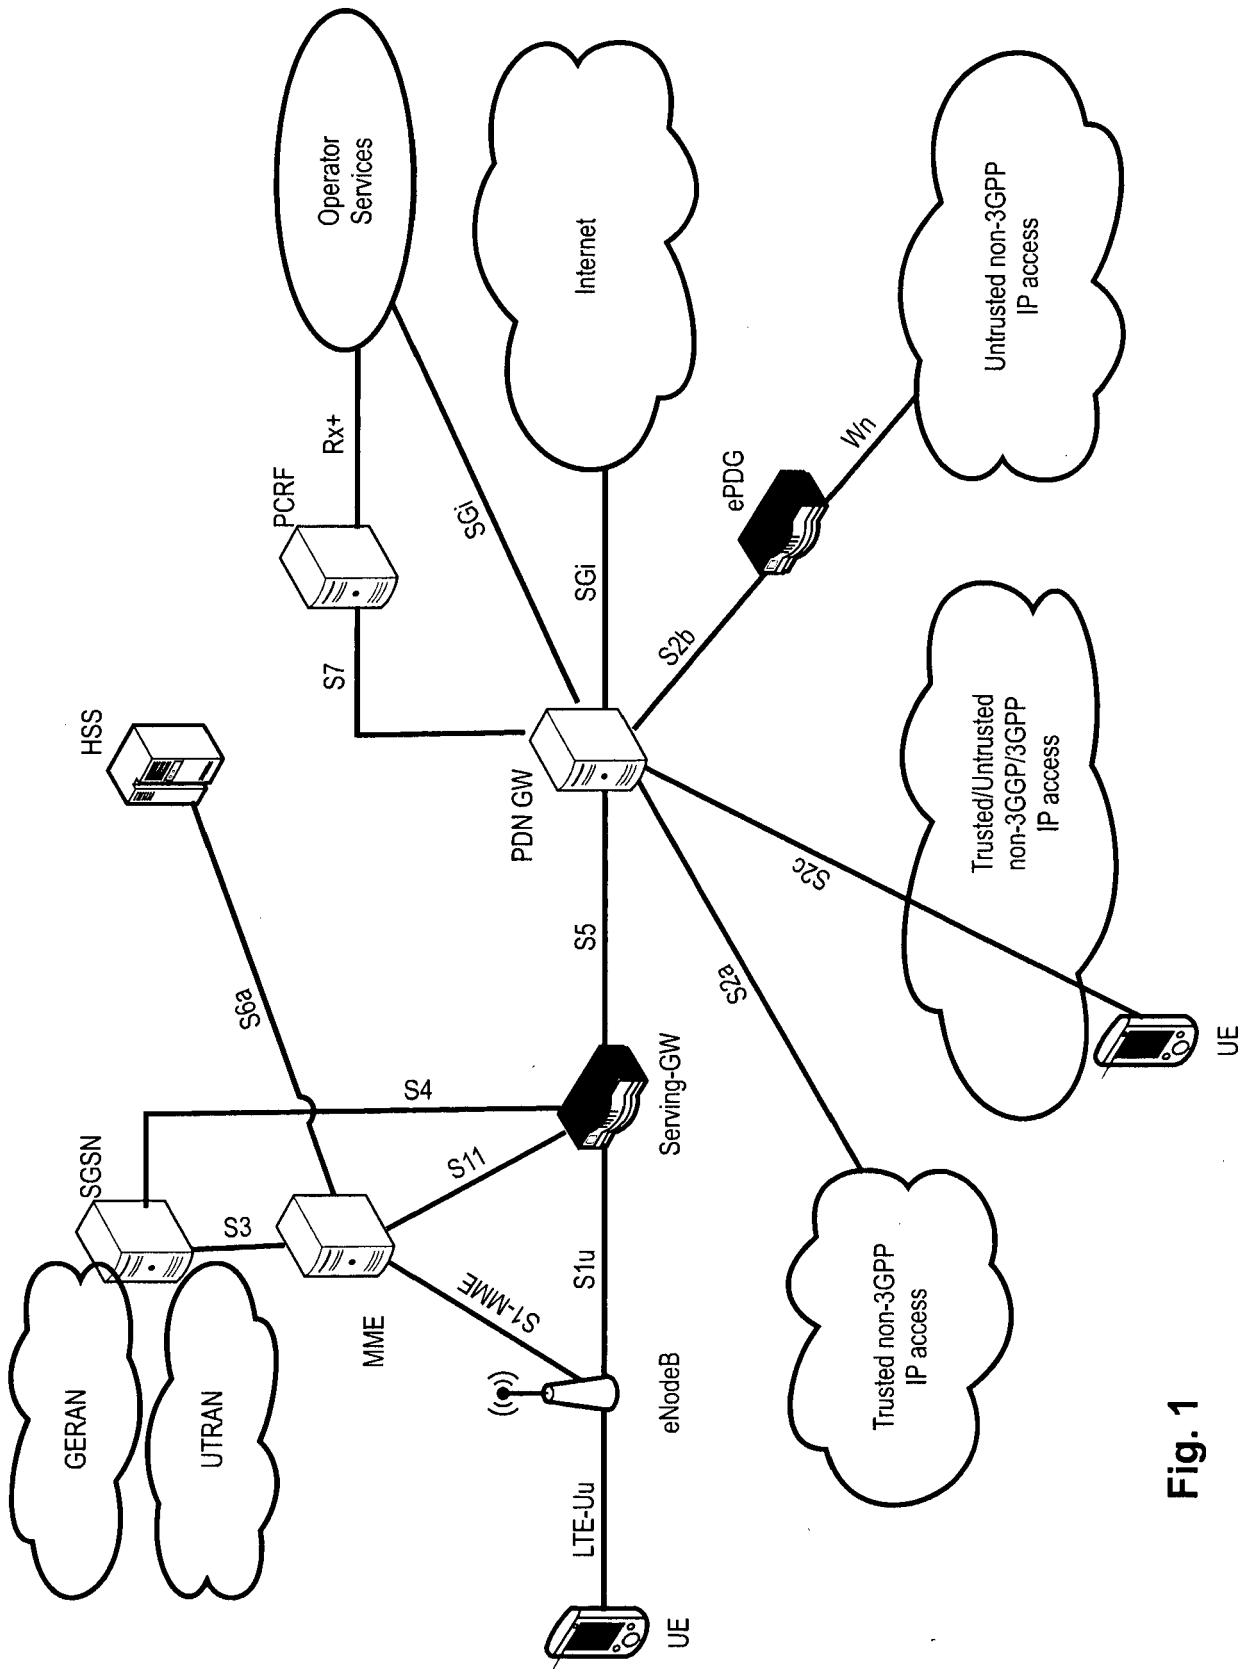 GERAN
UTRAN
SGSN
S3
MME
S6a
HSS
S4
S11
S1-MME
PCRF
S7
Rx+
Operator
Services
SGi
UE
LTE-Uu
eNodeB
S1u
Serving-GW
S5
PDN GW
SGi
Internet
S2a
S2c
S2b
ePDG
Wn
Trusted non-3GPP
IP access
Trusted/Untrusted
non-3GGP/3GPP
IP access
Untrusted non-3GPP
IP access
UE
Fig. 1